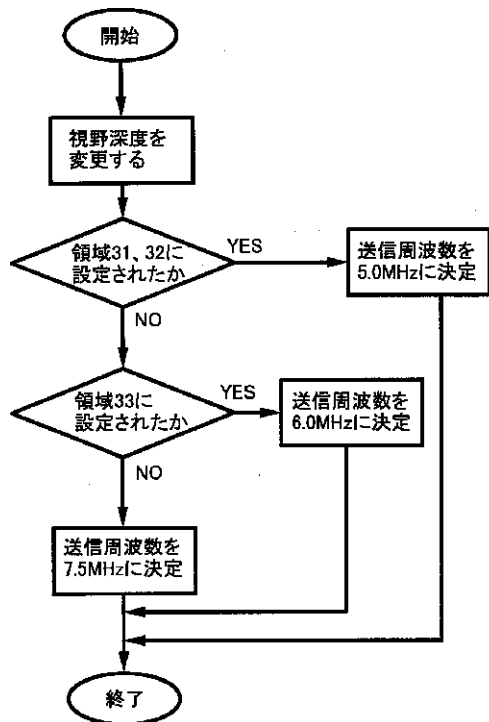 開始
視野深度を
変更する
領域31、32に
設定されたか
YES
送信周波数を
5.0MHzに決定
NO
領域33に
設定されたか
YES
送信周波数を
6.0MHzに決定
NO
送信周波数を
7.5MHzに決定
終了